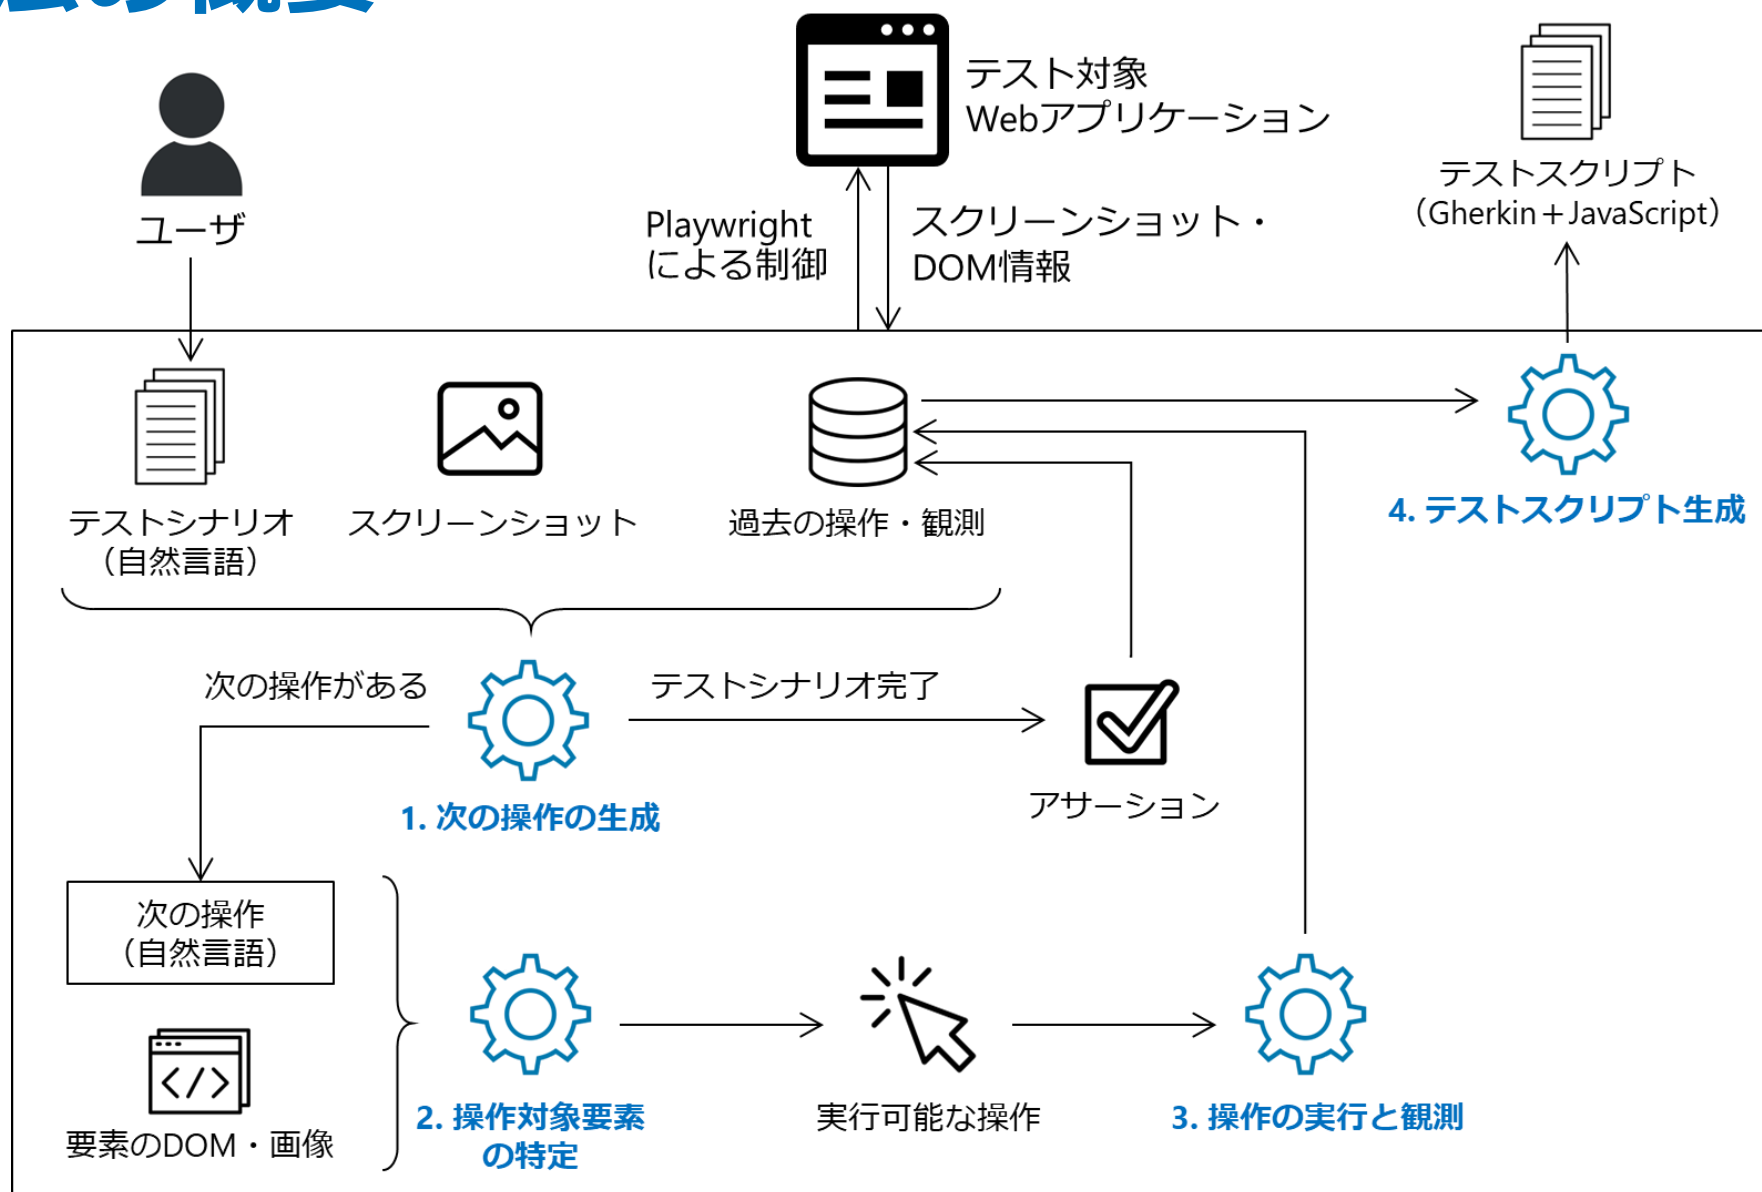 法の概要
テスト対象
Webアプリケーション
ユーザ
テストスクリプト
（Gherkin＋JavaScript）
Playwright
による制御
スクリーンショット・
DOM情報
テストシナリオ
（自然言語）
スクリーンショット
過去の操作・観測
4. テストスクリプト生成
次の操作がある
テストシナリオ完了
1. 次の操作の生成
アサーション
次の操作
（自然言語）
要素のDOM・画像
2. 操作対象要素
の特定
実行可能な操作
3. 操作の実行と観測